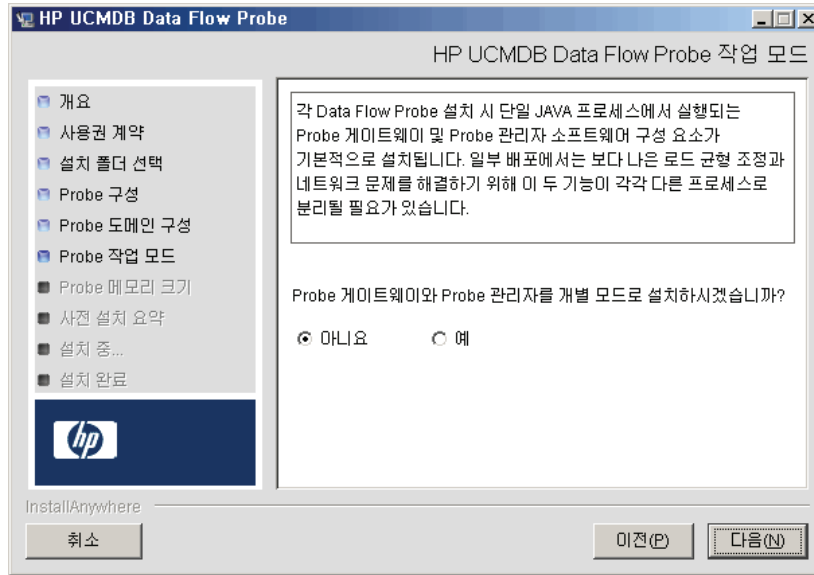 HP UCMDB Data Flow Probe
HP UCMDB Data Flow Probe 작업 모드
개요
사용권 계약
설치 폴더 선택
Probe 구성
Probe 도메인 구성
Probe 작업 모드
Probe 메모리 크기
사전 설치 요약
설치 중...
설치 완료
각 Data Flow Probe 설치 시 단일 JAVA 프로세스에서 실행되는
Probe 게이트웨이 및 Probe 관리자 소프트웨어 구성 요소가
기본적으로 설치됩니다. 일부 배포에서는 보다 나은 로드 균형 조정과
네트워크 문제를 해결하기 위해 이 두 기능이 각각 다른 프로세스로
분리될 필요가 있습니다.
Probe 게이트웨이와 Probe 관리자를 개별 모드로 설치하시겠습니까?
아니요
예
hp
InstallAnywhere
취소
이전(P)
다음(N)